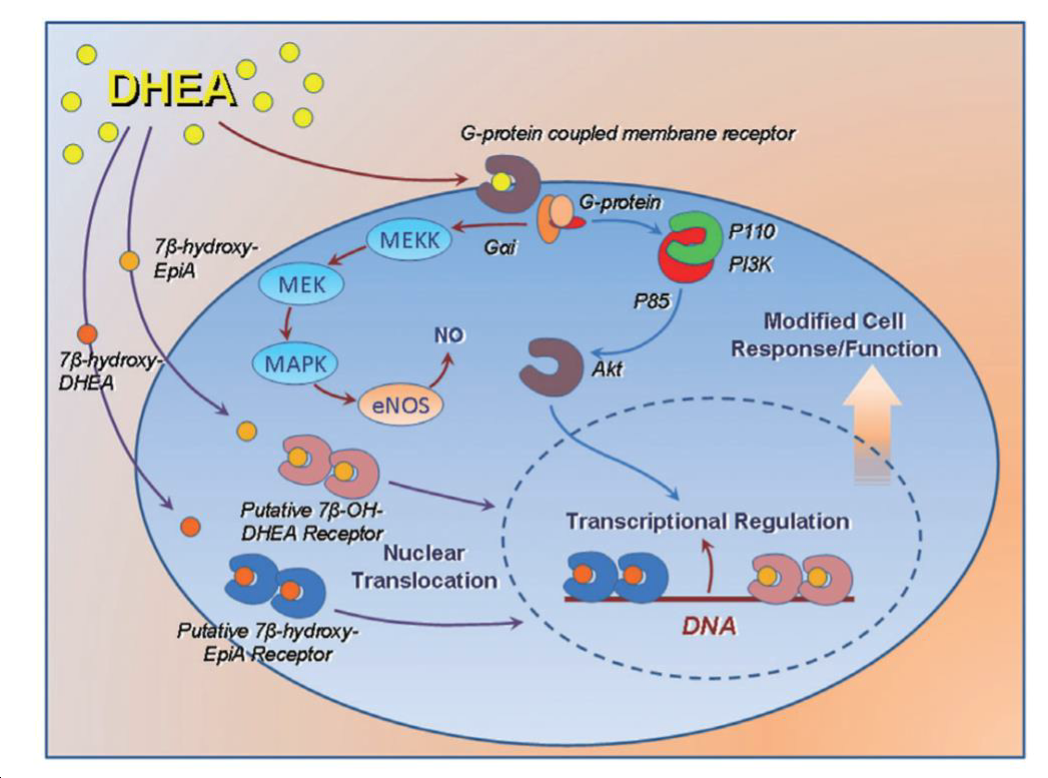 DHEA
G-protein coupled membrane receptor
G-protein
Gαi
MEKK
MEK
MAPK
eNOS
NO
P110
PI3K
P85
Akt
7β-hydroxy-
EpiA
7β-hydroxy-
DHEA
Modified Cell
Response/Function
Putative 7β-OH-
DHEA Receptor
Nuclear
Translocation
Putative 7β-hydroxy-
EpiA Receptor
Transcriptional Regulation
DNA